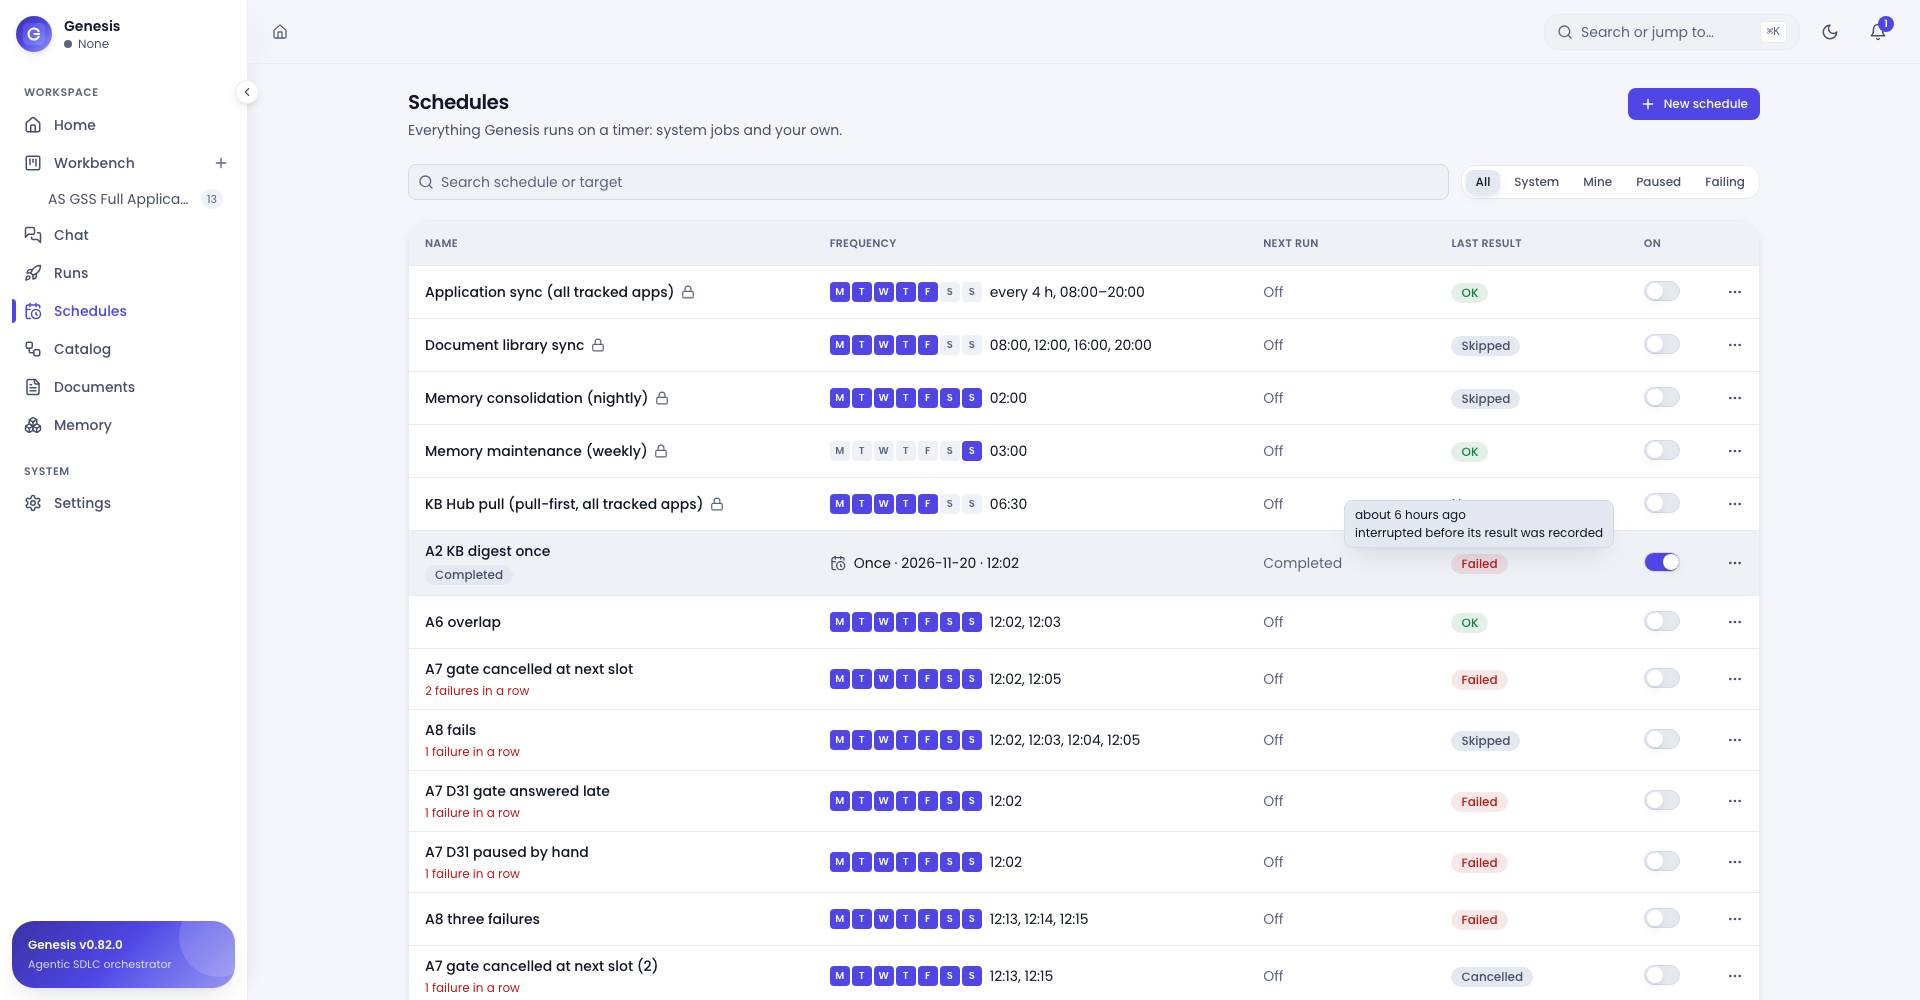 Genesis
None
Search or jump to...
⌘K
1
WORKSPACE
Home
Workbench
AS GSS Full Applica... 13
Chat
Runs
Schedules
Catalog
Documents
Memory
SYSTEM
Settings
Genesis v0.82.0
Agentic SDLC orchestrator
Schedules
New schedule
Everything Genesis runs on a timer: system jobs and your own.
Search schedule or target
All System Mine Paused Failing
NAME FREQUENCY NEXT RUN LAST RESULT ON
Application sync (all tracked apps) M T W T F S S every 4 h, 08:00–20:00 Off OK
Document library sync M T W T F S S 08:00, 12:00, 16:00, 20:00 Off Skipped
Memory consolidation (nightly) M T W T F S S 02:00 Off Skipped
Memory maintenance (weekly) M T W T F S S 03:00 Off OK
KB Hub pull (pull-first, all tracked apps) M T W T F S S 06:30 Off
about 6 hours ago
interrupted before its result was recorded
A2 KB digest once
Completed
Once · 2026-11-20 · 12:02 Completed Failed
A6 overlap M T W T F S S 12:02, 12:03 Off OK
A7 gate cancelled at next slot
2 failures in a row
M T W T F S S 12:02, 12:05 Off Failed
A8 fails
1 failure in a row
M T W T F S S 12:02, 12:03, 12:04, 12:05 Off Skipped
A7 D31 gate answered late
1 failure in a row
M T W T F S S 12:02 Off Failed
A7 D31 paused by hand
1 failure in a row
M T W T F S S 12:02 Off Failed
A8 three failures M T W T F S S 12:13, 12:14, 12:15 Off Failed
A7 gate cancelled at next slot (2)
1 failure in a row
M T W T F S S 12:13, 12:15 Off Cancelled